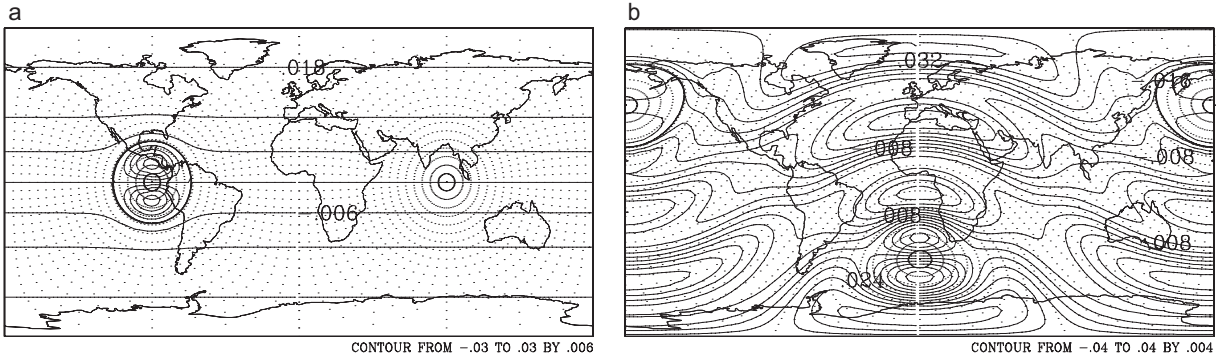 a
b
.018
.006
CONTOUR FROM -.03 TO .03 BY .006
.032
.016
.008
.008
.008
.008
.024
CONTOUR FROM -.04 TO .04 BY .004